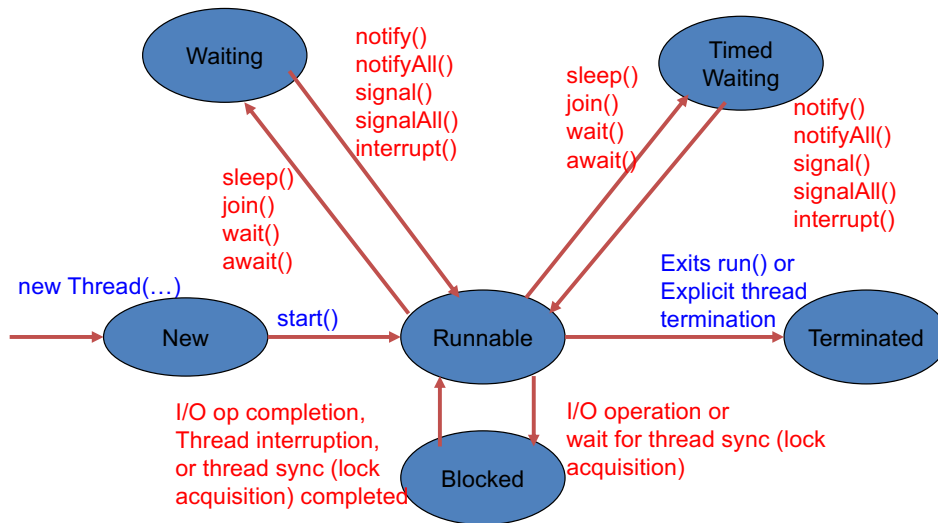 Waiting
notify()
notifyAll()
signal()
signalAll()
interrupt()
sleep()
join()
wait()
await()
Timed
Waiting
sleep()
join()
wait()
await()
notify()
notifyAll()
signal()
signalAll()
interrupt()
new Thread(…)
New
start()
Runnable
Exits run() or
Explicit thread
termination
Terminated
I/O op completion,
Thread interruption,
or thread sync (lock
acquisition) completed
Blocked
I/O operation or
wait for thread sync (lock
acquisition)